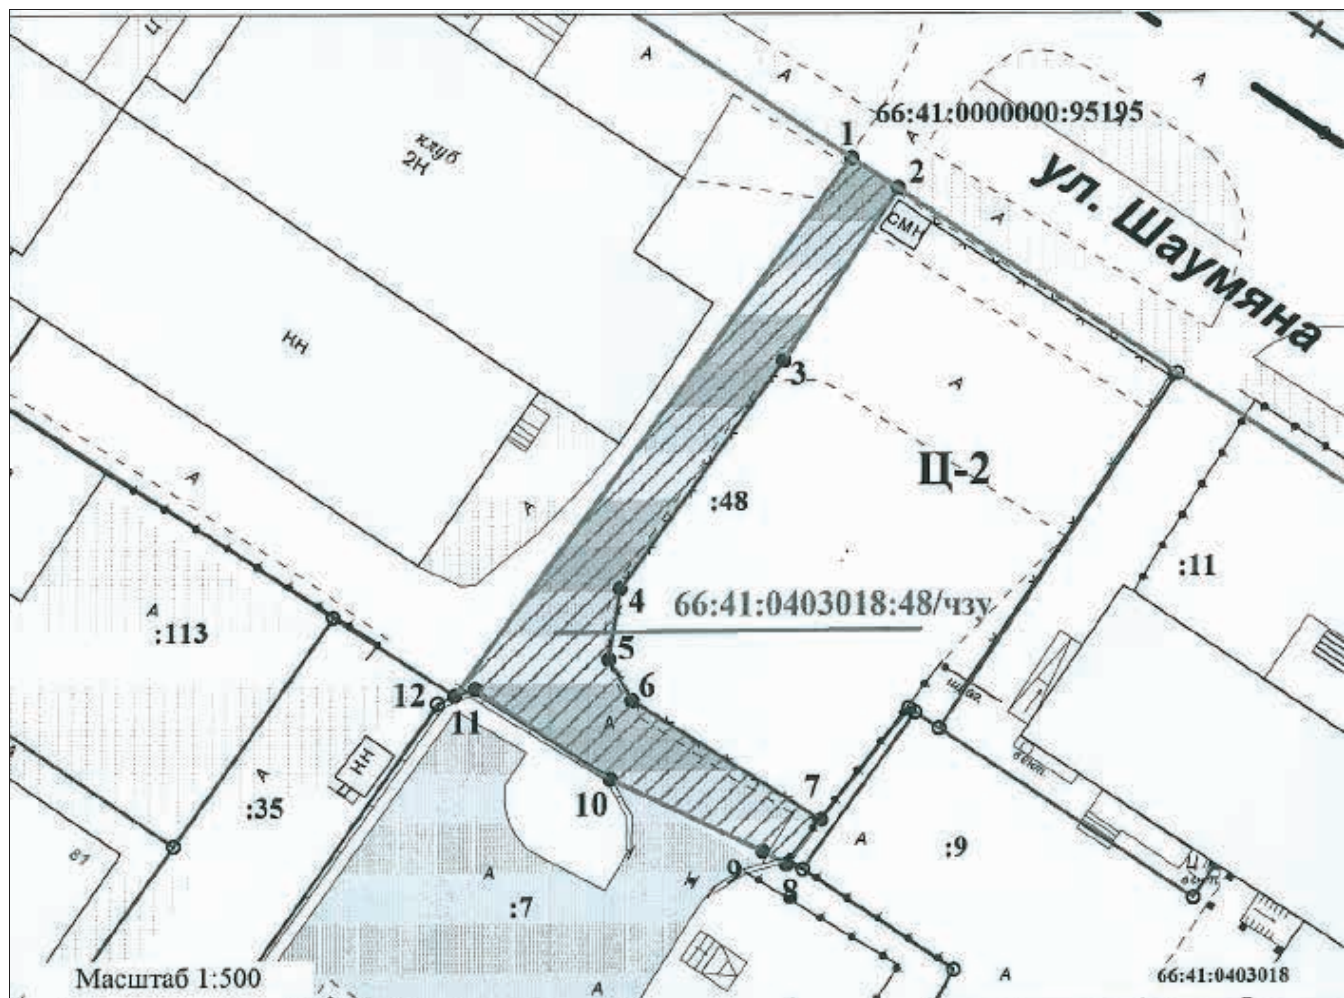 Ц
А
А
А
66:41:0000000:95195
1
А
клуб
2Н
2
ул. Шаумяна
А
СМН
НН
3
А
Ц-2
:48
А
А
:11
4
66:41:0403018:48/чзу
А
:113
5
6
12
11
А
НН
А
7
10
:35
А
:9
Ц
9
8
А
:7
Масштаб 1:500
А
А
66:41:0403018